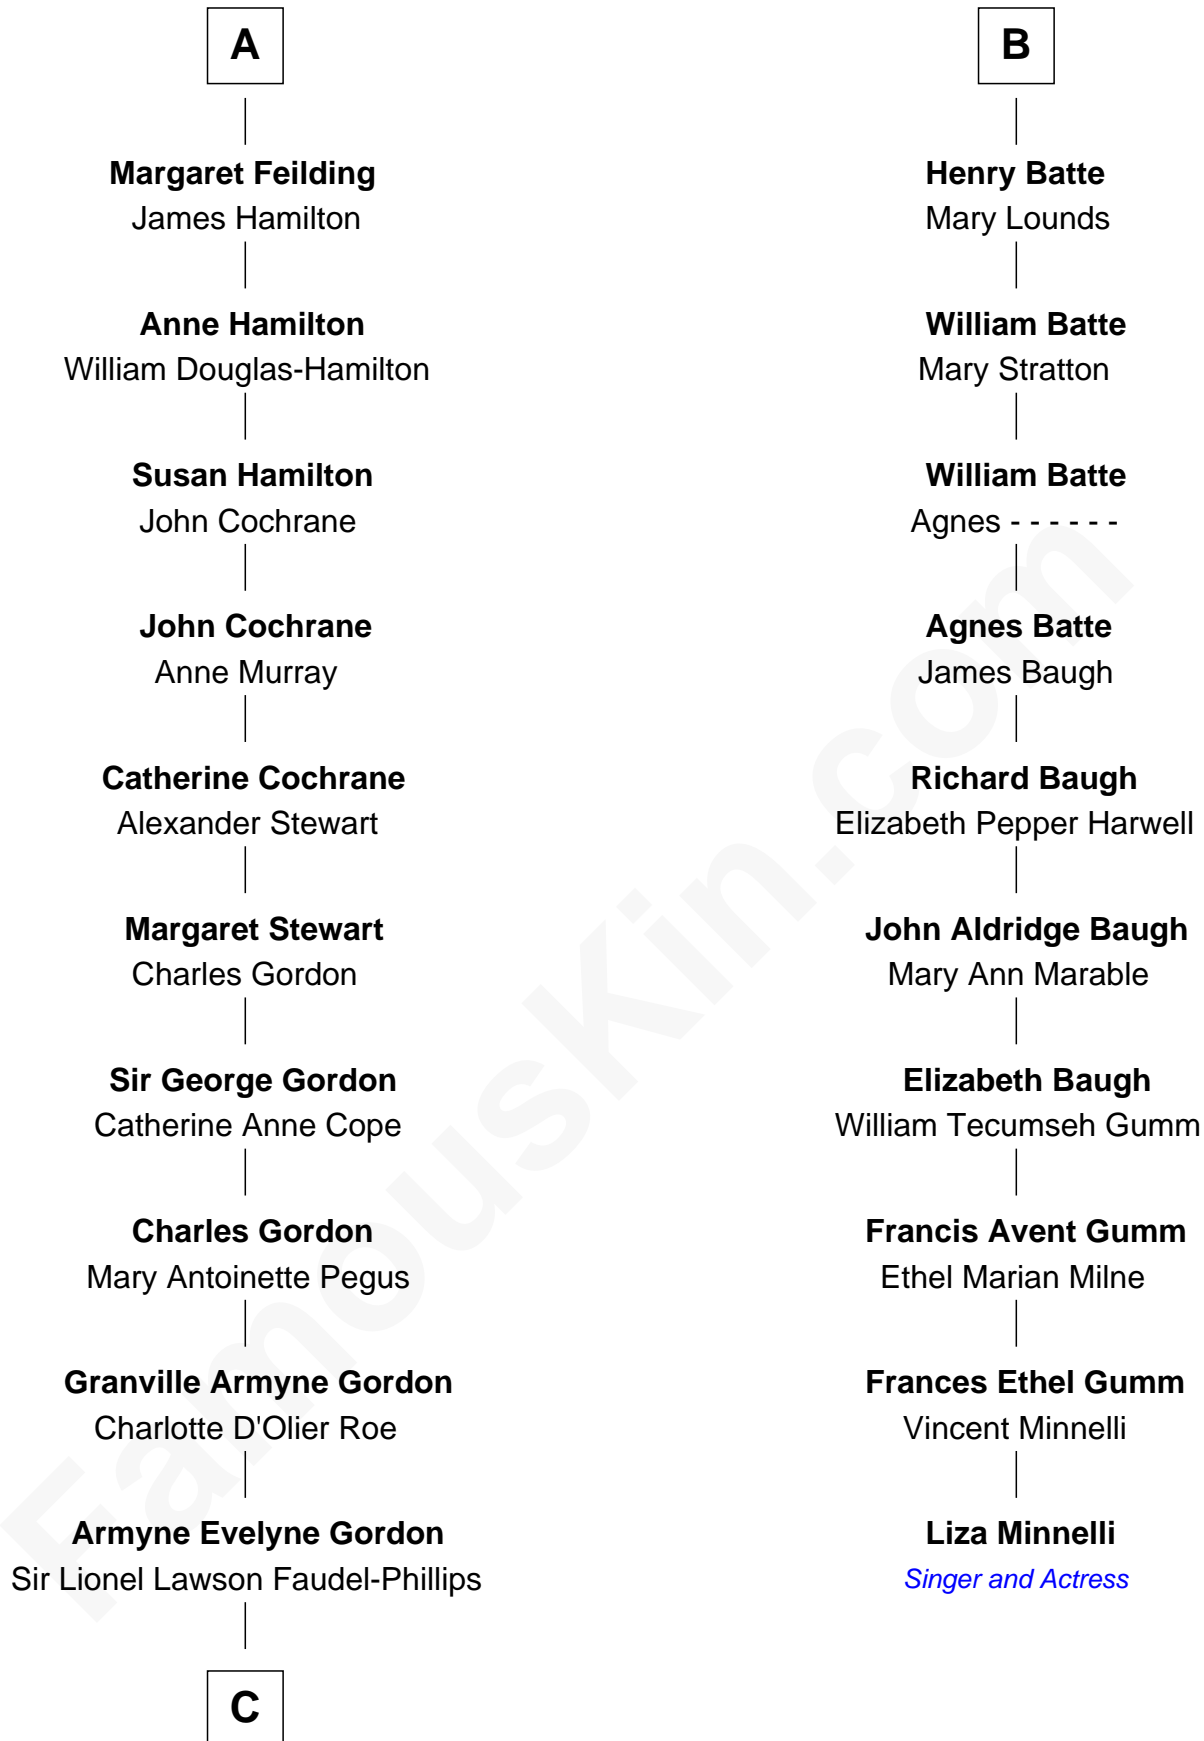 A
Margaret Feilding
James Hamilton
Anne Hamilton
William Douglas-Hamilton
Susan Hamilton
John Cochrane
John Cochrane
Anne Murray
Catherine Cochrane
Alexander Stewart
Margaret Stewart
Charles Gordon
Sir George Gordon
Catherine Anne Cope
Charles Gordon
Mary Antoinette Pegus
Granville Armyne Gordon
Charlotte D'Olier Roe
Armyne Evelyne Gordon
Sir Lionel Lawson Faudel-Phillips
C
B
Henry Batte
Mary Lounds
William Batte
Mary Stratton
William Batte
Agnes - - - - - -
Agnes Batte
James Baugh
Richard Baugh
Elizabeth Pepper Harwell
John Aldridge Baugh
Mary Ann Marable
Elizabeth Baugh
William Tecumseh Gumm
Francis Avent Gumm
Ethel Marian Milne
Frances Ethel Gumm
Vincent Minnelli
Liza Minnelli
Singer and Actress
FamousKin.com